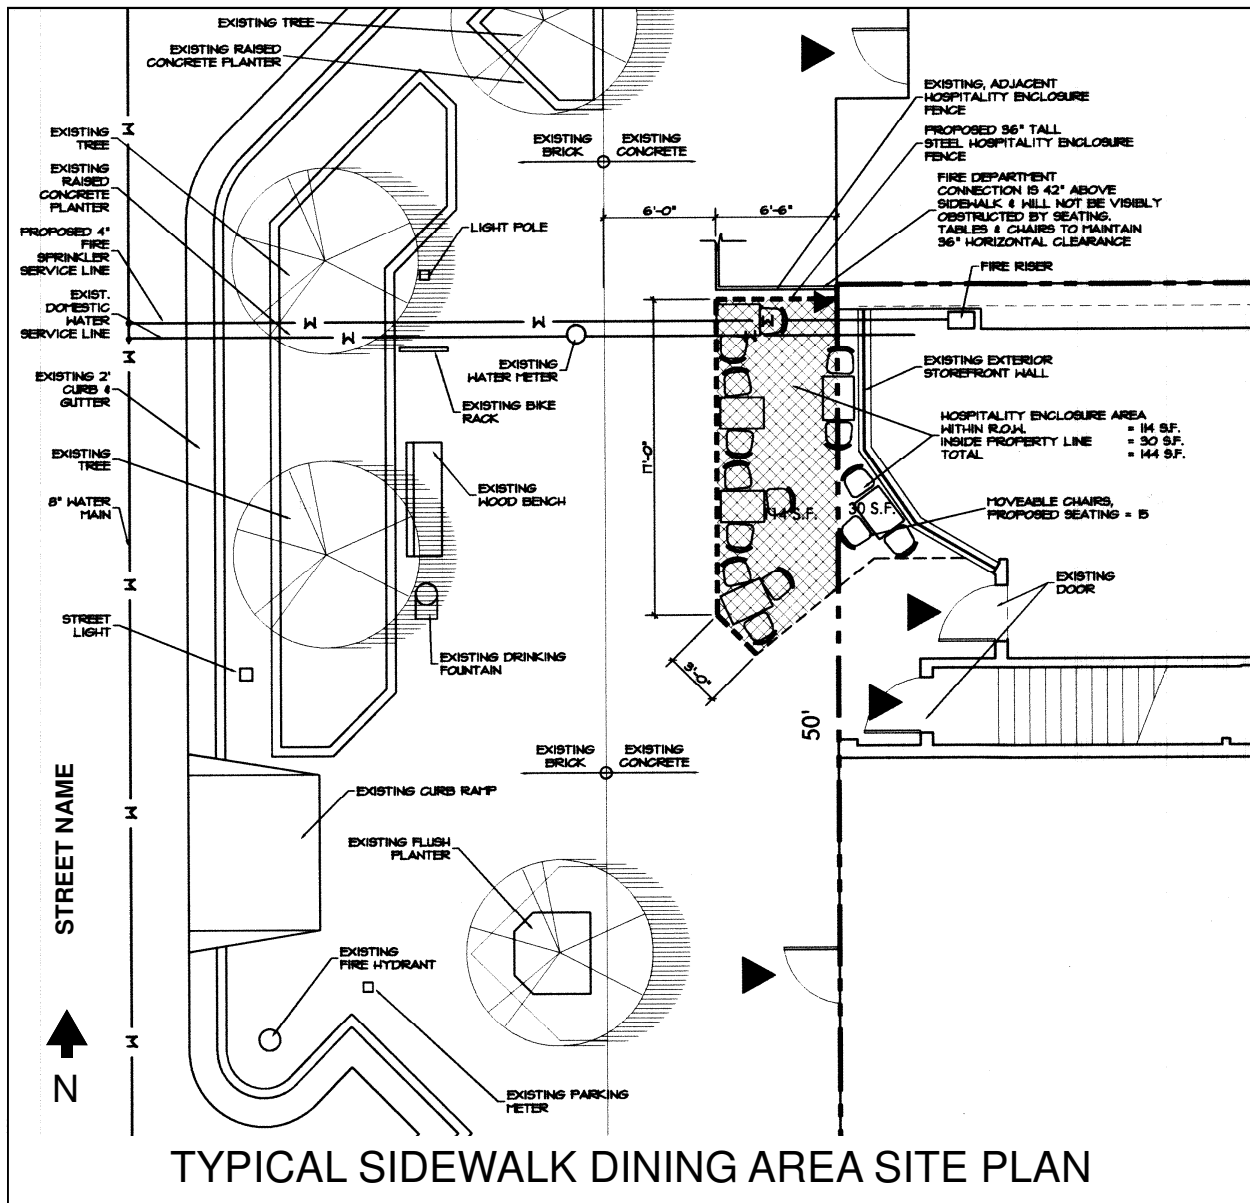 EXISTING TREE
EXISTING RAISED
CONCRETE PLANTER
EXISTING
TREE
EXISTING
RAISED
CONCRETE
PLANTER
PROPOSED 4"
FIRE
SPRINKLER
SERVICE LINE
EXIST.
DOMESTIC
WATER
SERVICE LINE
EXISTING 2'
CURB &
GUTTER
EXISTING
TREE
8" WATER
MAIN
STREET
LIGHT
STREET NAME
N
EXISTING
BRICK
EXISTING
CONCRETE
LIGHT POLE
EXISTING
WATER METER
EXISTING BIKE
RACK
EXISTING
WOOD BENCH
EXISTING DRINKING
FOUNTAIN
EXISTING
BRICK
EXISTING
CONCRETE
EXISTING CURB RAMP
EXISTING FLUSH
PLANTER
EXISTING
FIRE HYDRANT
EXISTING PARKING
METER
6'-0"
6'-6"
17'-0"
3'-0"
50'
114 S.F.
30 S.F.
EXISTING, ADJACENT
HOSPITALITY ENCLOSURE
FENCE
PROPOSED 36" TALL
STEEL HOSPITALITY ENCLOSURE
FENCE
FIRE DEPARTMENT
CONNECTION IS 42" ABOVE
SIDEWALK & WILL NOT BE VISIBLY
OBSTRUCTED BY SEATING.
TABLES & CHAIRS TO MAINTAIN
36" HORIZONTAL CLEARANCE
FIRE RISER
EXISTING EXTERIOR
STOREFRONT WALL
HOSPITALITY ENCLOSURE AREA
WITHIN R.O.W. = 114 S.F.
INSIDE PROPERTY LINE = 30 S.F.
TOTAL = 144 S.F.
MOVEABLE CHAIRS,
PROPOSED SEATING = 15
EXISTING
DOOR
W
W
W
W
W
W
W
W
W
W
W
TYPICAL SIDEWALK DINING AREA SITE PLAN